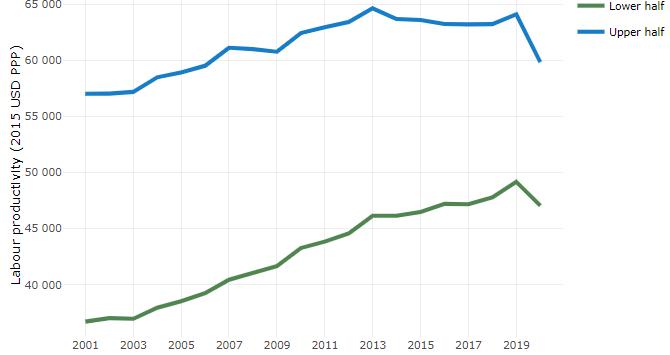 65 000
60 000
55 000
50 000
45 000
40 000
Labour productivity (2015 USD PPP)
2001 2003 2005 2007 2009 2011 2013 2015 2017 2019
Lower half
Upper half